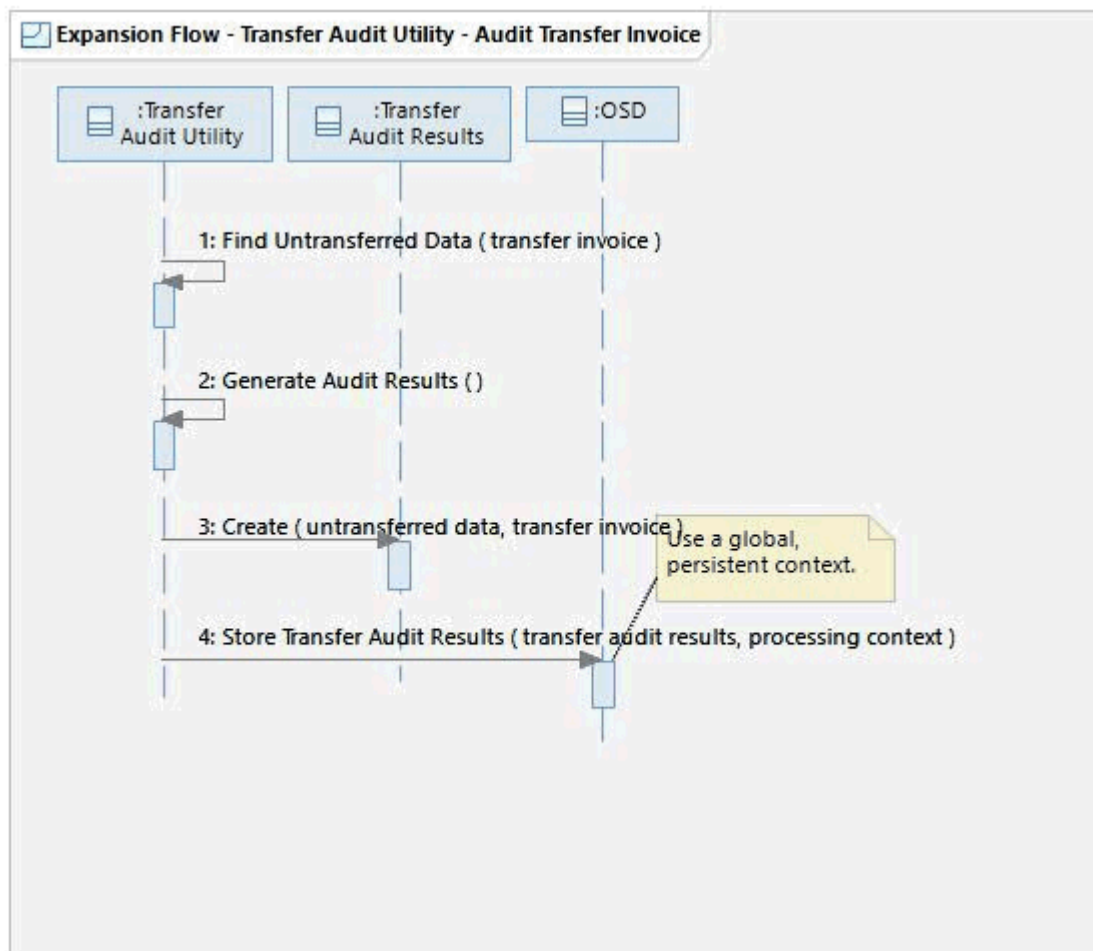 Expansion Flow - Transfer Audit Utility - Audit Transfer Invoice
:Transfer
Audit Utility
:Transfer
Audit Results
:OSD
1: Find Untransferred Data ( transfer invoice )
2: Generate Audit Results ( )
3: Create ( untransferred data, transfer invoice )
Use a global,
persistent context.
4: Store Transfer Audit Results ( transfer audit results, processing context )